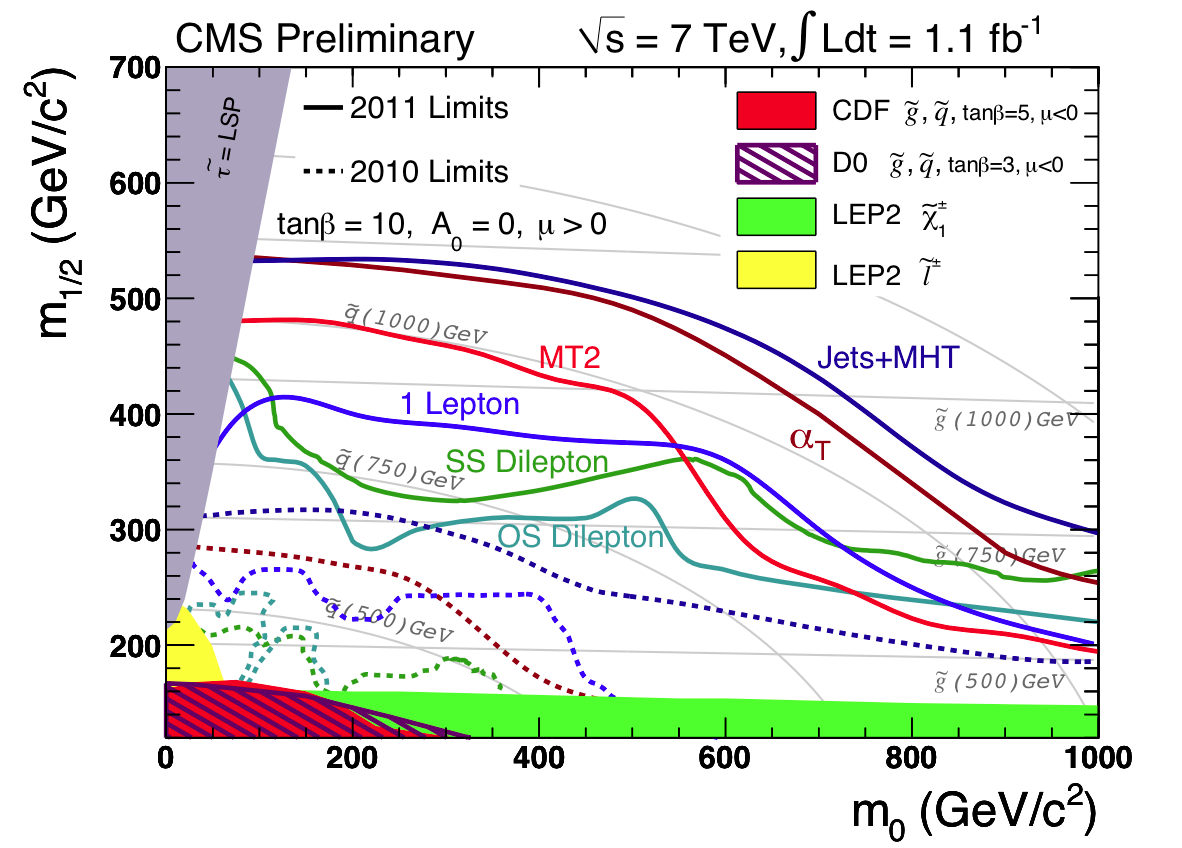 CMS Preliminary √s = 7 TeV, ∫ Ldt = 1.1 fb⁻¹
m₁/₂ (GeV/c²)
700
600
500
400
300
200
τ̃ = LSP
2011 Limits
2010 Limits
tanβ = 10, A₀ = 0, μ > 0
CDF g̃, q̃, tanβ=5, μ<0
D0 g̃, q̃, tanβ=3, μ<0
LEP2 χ̃₁±
LEP2 l̃±
q̃(1000)GeV
MT2
Jets+MHT
1 Lepton
g̃(1000)GeV
αT
q̃(750)GeV
SS Dilepton
OS Dilepton
g̃(750)GeV
q̃(500)GeV
g̃(500)GeV
0 200 400 600 800 1000
m₀ (GeV/c²)